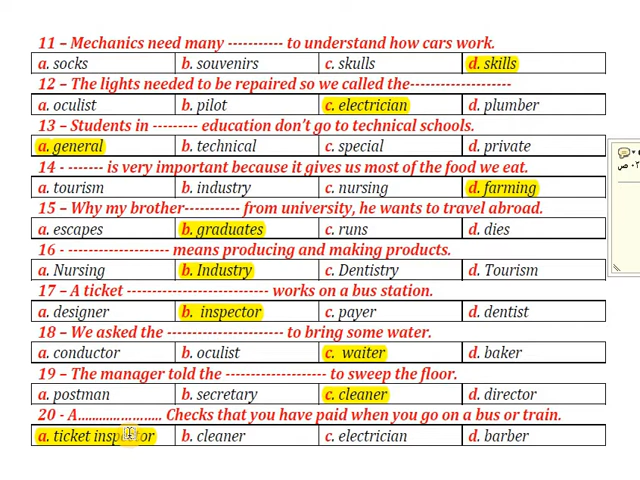 11 – Mechanics need many ----------- to understand how cars work.
a. socks b. souvenirs c. skulls d. skills
12 – The lights needed to be repaired so we called the--------------------
a. oculist b. pilot c. electrician d. plumber
13 – Students in --------- education don't go to technical schools.
a. general b. technical c. special d. private
14 - -------- is very important because it gives us most of the food we eat.
a. tourism b. industry c. nursing d. farming
15 – Why my brother----------- from university, he wants to travel abroad.
a. escapes b. graduates c. runs d. dies
16 - -------------------- means producing and making products.
a. Nursing b. Industry c. Dentistry d. Tourism
17 – A ticket ---------------------------- works on a bus station.
a. designer b. inspector c. payer d. dentist
18 – We asked the ----------------------- to bring some water.
a. conductor b. oculist c. waiter d. baker
19 – The manager told the ------------------- to sweep the floor.
a. postman b. secretary c. cleaner d. director
20 - A........................ Checks that you have paid when you go on a bus or train.
a. ticket inspector b. cleaner c. electrician d. barber